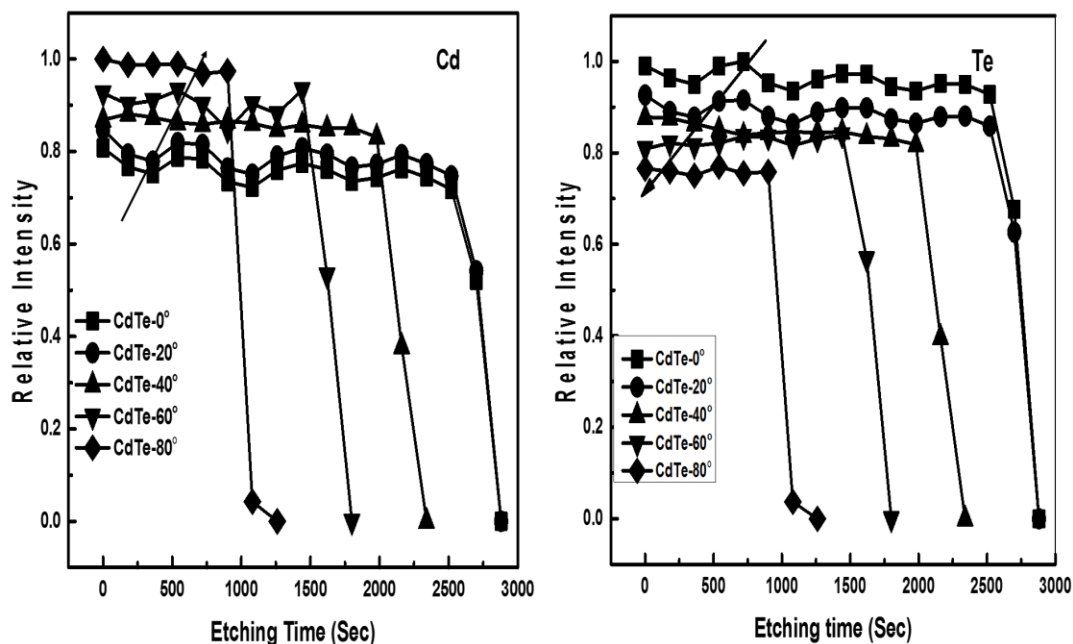 Cd
1.0
0.8
0.6
0.4
0.2
0.0
Relative Intensity
CdTe-0°
CdTe-20°
CdTe-40°
CdTe-60°
CdTe-80°
0 500 1000 1500 2000 2500 3000
Etching Time (Sec)
Te
1.0
0.8
0.6
0.4
0.2
0.0
Relative Intensity
CdTe-0°
CdTe-20°
CdTe-40°
CdTe-60°
CdTe-80°
0 500 1000 1500 2000 2500 3000
Etching time (Sec)